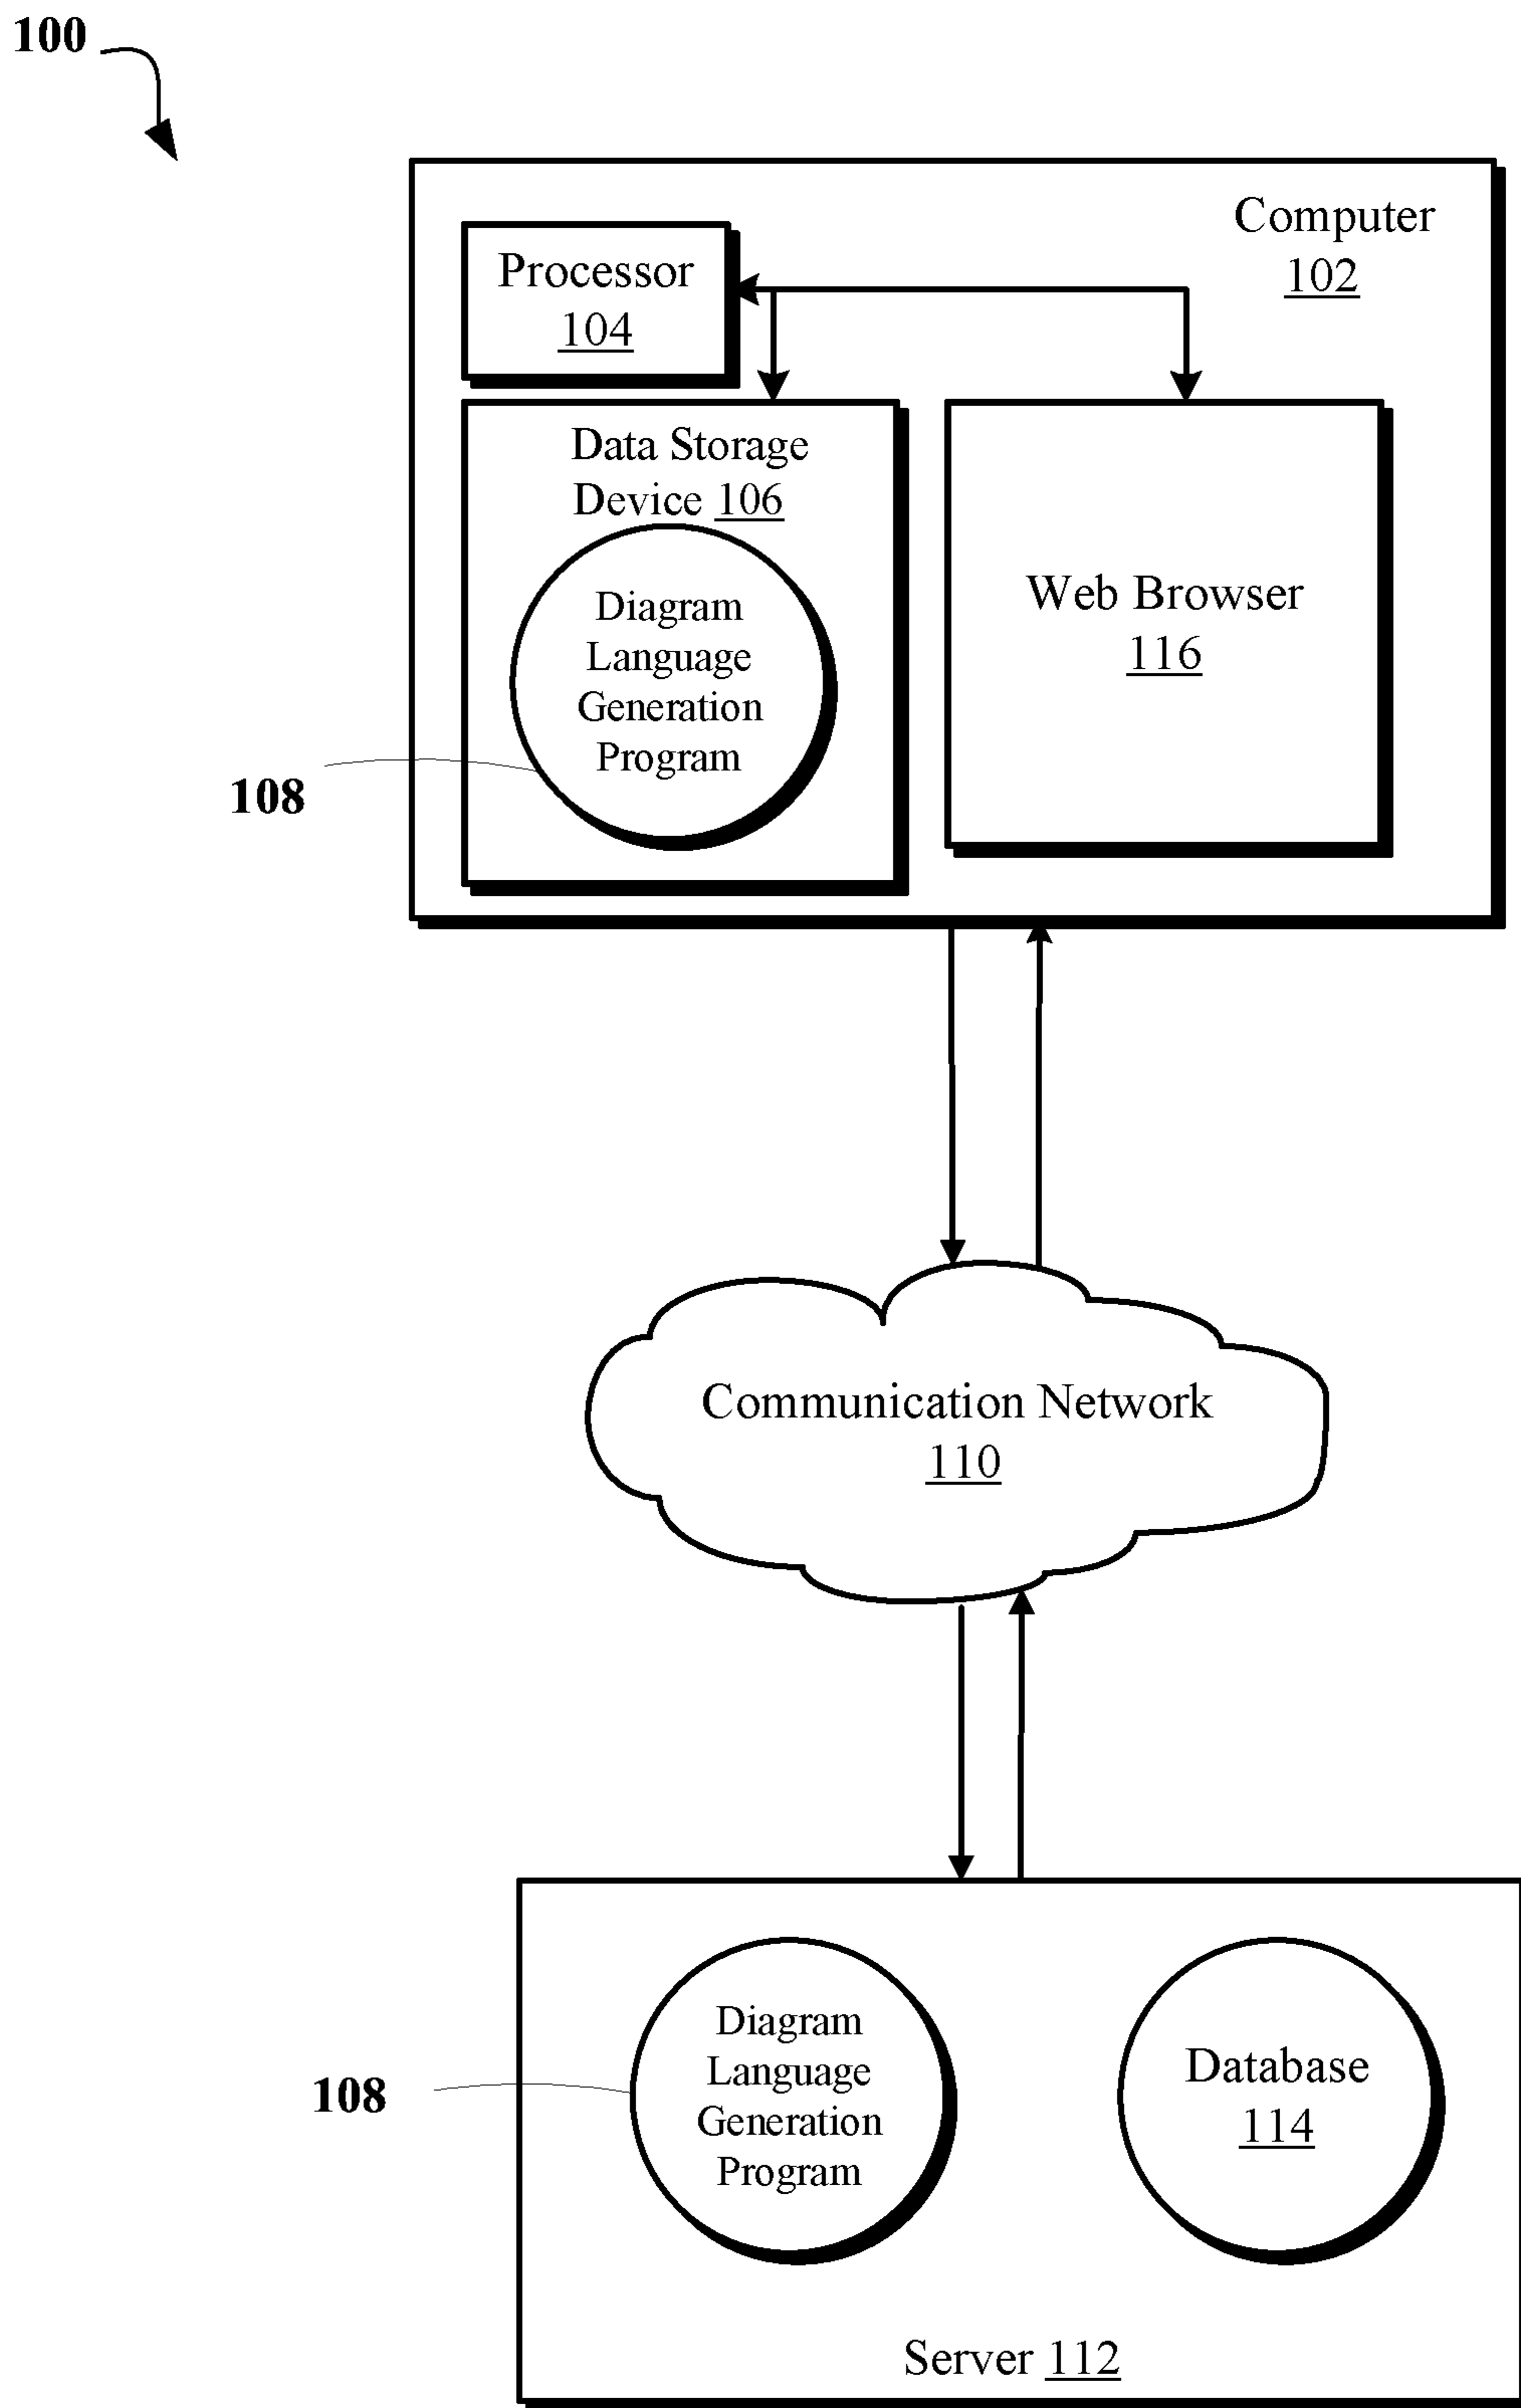 100
Computer
102
Processor
104
Data Storage
Device 106
Diagram
Language
Generation
Program
108
Web Browser
116
Communication Network
110
Diagram
Language
Generation
Program
108
Database
114
Server 112